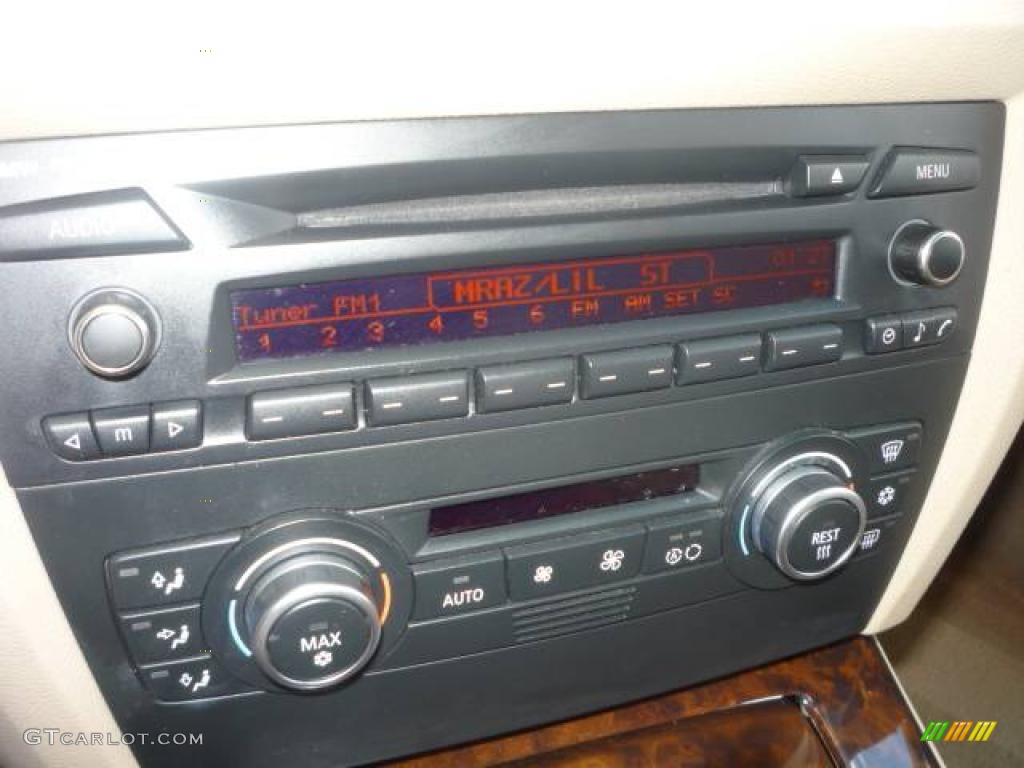 MENU
AUDIO
MRAZ/LIL ST
Tuner FM1
1 2 3 4 5 6 FM AM SET SC
m
AUTO
MAX
REST
GTCARLOT.COM